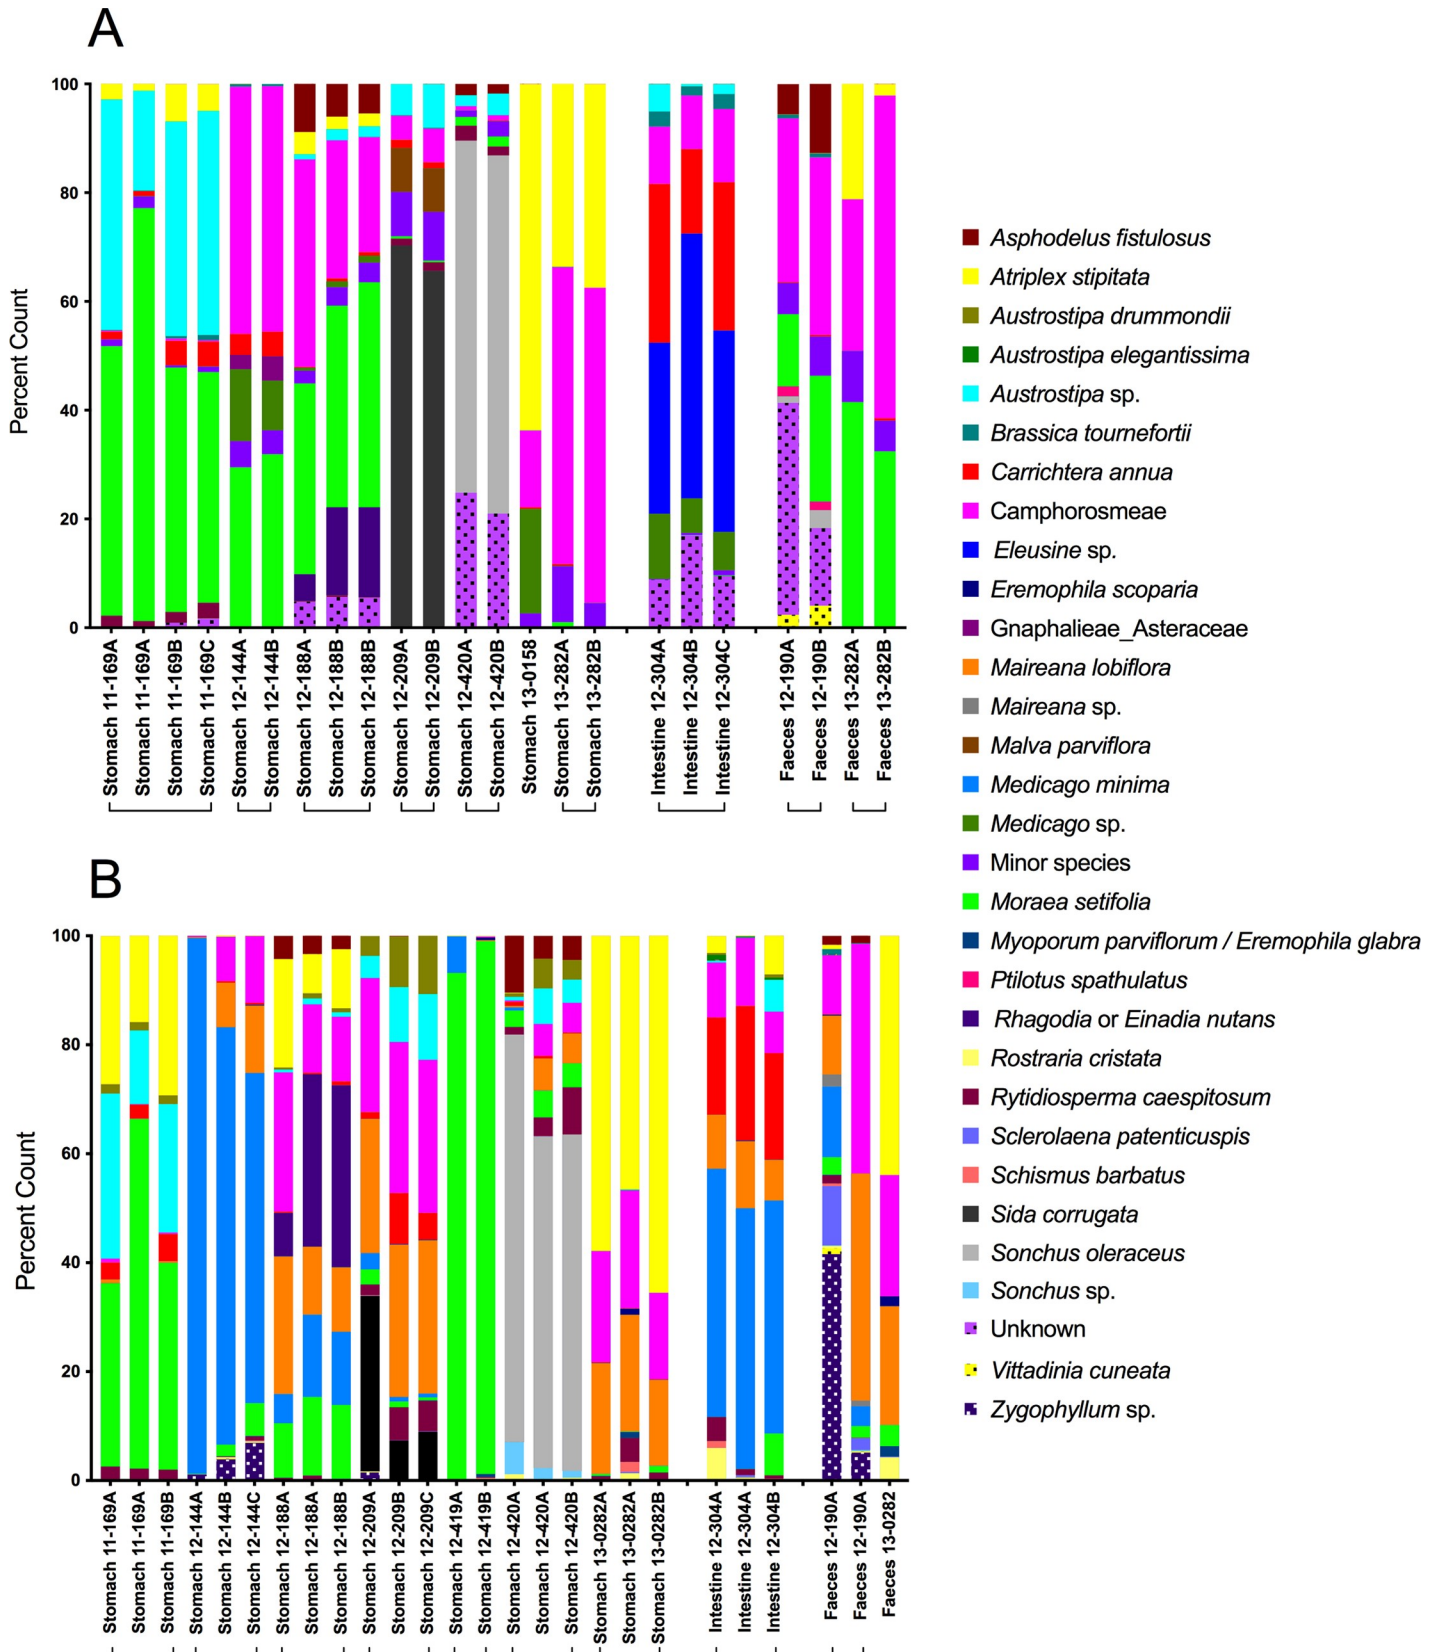 A
Percent Count
100
80
60
40
20
0
Stomach 11-169A
Stomach 11-169A
Stomach 11-169B
Stomach 11-169C
Stomach 12-144A
Stomach 12-144B
Stomach 12-188A
Stomach 12-188B
Stomach 12-188B
Stomach 12-209A
Stomach 12-209B
Stomach 12-420A
Stomach 12-420B
Stomach 13-0158
Stomach 13-282A
Stomach 13-282B
Intestine 12-304A
Intestine 12-304B
Intestine 12-304C
Faeces 12-190A
Faeces 12-190B
Faeces 13-282A
Faeces 13-282B
Asphodelus fistulosus
Atriplex stipitata
Austrostipa drummondii
Austrostipa elegantissima
Austrostipa sp.
Brassica tournefortii
Carrichtera annua
Camphorosmeae
Eleusine sp.
Eremophila scoparia
Gnaphalieae_Asteraceae
Maireana lobiflora
Maireana sp.
Malva parviflora
Medicago minima
Medicago sp.
Minor species
Moraea setifolia
Myoporum parviflorum / Eremophila glabra
Ptilotus spathulatus
Rhagodia or Einadia nutans
Rostraria cristata
Rytidiosperma caespitosum
Sclerolaena patenticuspis
Schismus barbatus
Sida corrugata
Sonchus oleraceus
Sonchus sp.
Unknown
Vittadinia cuneata
Zygophyllum sp.
B
Percent Count
100
80
60
40
20
0
Stomach 11-169A
Stomach 11-169A
Stomach 11-169B
Stomach 12-144A
Stomach 12-144B
Stomach 12-144C
Stomach 12-188A
Stomach 12-188A
Stomach 12-188B
Stomach 12-209A
Stomach 12-209B
Stomach 12-209C
Stomach 12-419A
Stomach 12-419B
Stomach 12-420A
Stomach 12-420A
Stomach 12-420B
Stomach 13-0282A
Stomach 13-0282A
Stomach 13-0282B
Intestine 12-304A
Intestine 12-304A
Intestine 12-304B
Faeces 12-190A
Faeces 12-190A
Faeces 13-0282